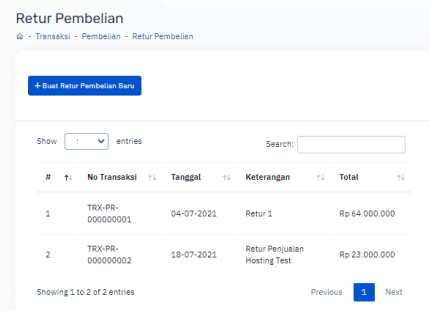 Retur Pembelian
- Transaksi - Pembelian - Retur Pembelian
+ Buat Retur Pembelian Baru
Show : entries Search:
# No Transaksi Tanggal Keterangan Total
1 TRX-PR-000000001 04-07-2021 Retur 1 Rp 64.000.000
2 TRX-PR-000000002 18-07-2021 Retur Penjualan Hosting Test Rp 23.000.000
Showing 1 to 2 of 2 entries Previous 1 Next